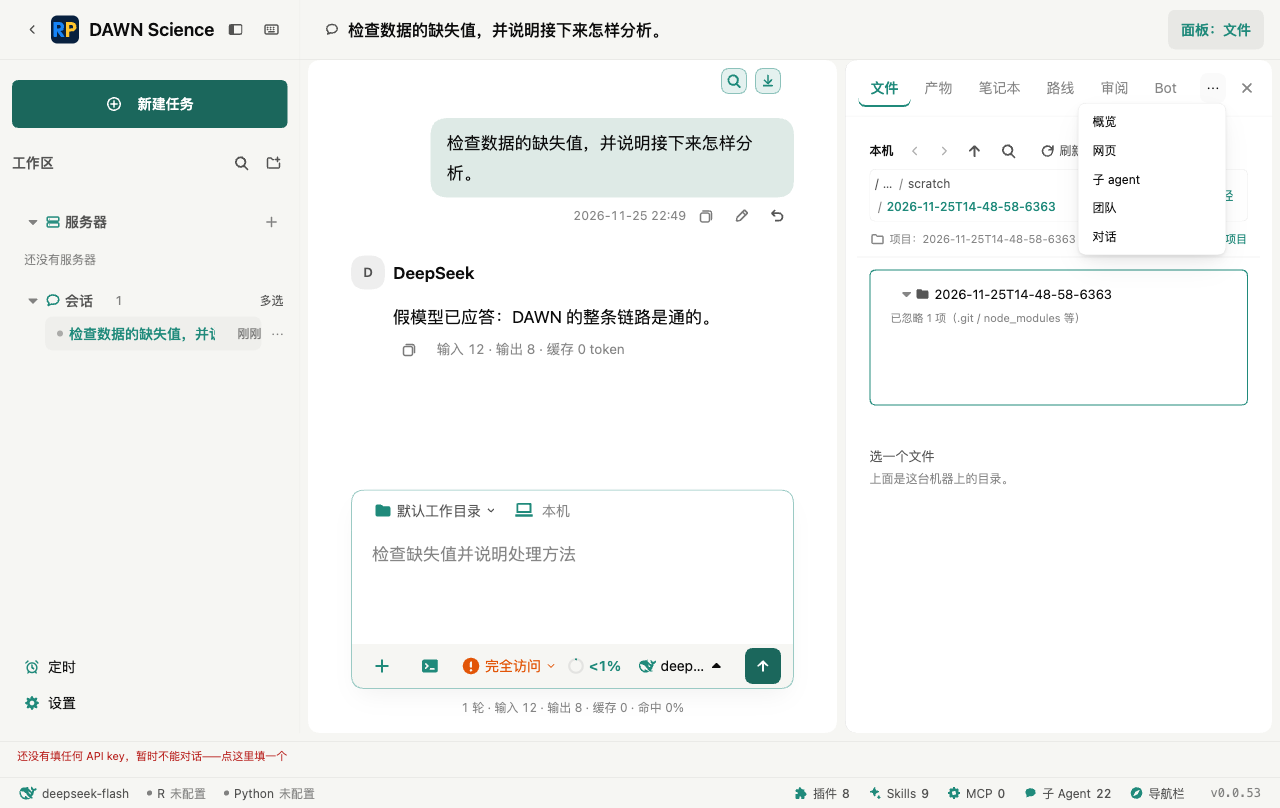 RP DAWN Science
新建任务
工作区
服务器
还没有服务器
会话 1 多选
检查数据的缺失值，并 刚刚
定时
设置
检查数据的缺失值，并说明接下来怎样分析。
面板：文件
检查数据的缺失值，并说明接下来怎样分
析。
2026-11-25 22:49
D DeepSeek
假模型已应答：DAWN 的整条链路是通的。
输入 12 · 输出 8 · 缓存 0 token
默认工作目录 本机
检查缺失值并说明处理方法
完全访问 <1% deep...
1 轮 · 输入 12 · 输出 8 · 缓存 0 · 命中 0%
文件 产物 笔记本 路线 审阅 Bot ...
概览
网页
子 agent
团队
对话
本机 刷新
/ ... / scratch
/ 2026-11-25T14-48-58-6363
项目：2026-11-25T14-48-58-6363 项目
2026-11-25T14-48-58-6363
已忽略 1 项（.git / node_modules 等）
选一个文件
上面是这台机器上的目录。
还没有填任何 API key，暂时不能对话——点这里填一个
deepseek-flash R 未配置 Python 未配置
插件 8 Skills 9 MCP 0 子 Agent 22 导航栏 v0.0.53